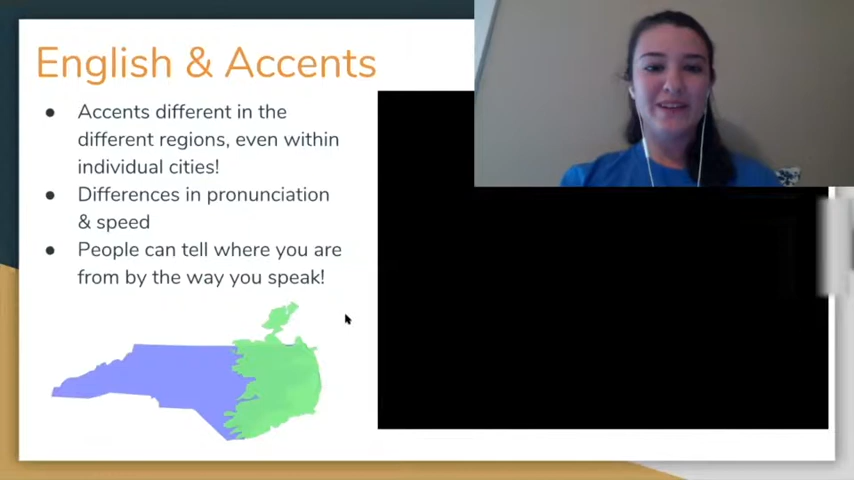 English & Accents
● Accents different in the
different regions, even within
individual cities!
● Differences in pronunciation
& speed
● People can tell where you are
from by the way you speak!